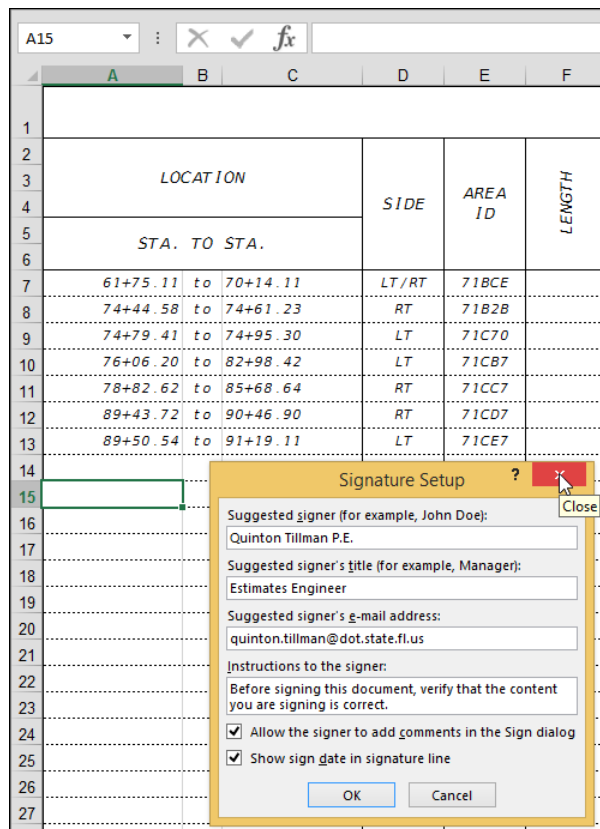 A15
fx
A B C D E F
1
2
3
4
5
6
LOCATION
STA. TO STA.
SIDE
AREA
ID
LENGTH
7 61+75.11 to 70+14.11 LT/RT 71BCE
8 74+44.58 to 74+61.23 RT 71B2B
9 74+79.41 to 74+95.30 LT 71C70
10 76+06.20 to 82+98.42 LT 71CB7
11 78+82.62 to 85+68.64 RT 71CC7
12 89+43.72 to 90+46.90 RT 71CD7
13 89+50.54 to 91+19.11 LT 71CE7
14
15
16
17
18
19
20
21
22
23
24
25
26
27
Signature Setup ?
Close
Suggested signer (for example, John Doe):
Quinton Tillman P.E.
Suggested signer's title (for example, Manager):
Estimates Engineer
Suggested signer's e-mail address:
quinton.tillman@dot.state.fl.us
Instructions to the signer:
Before signing this document, verify that the content
you are signing is correct.
Allow the signer to add comments in the Sign dialog
Show sign date in signature line
OK Cancel